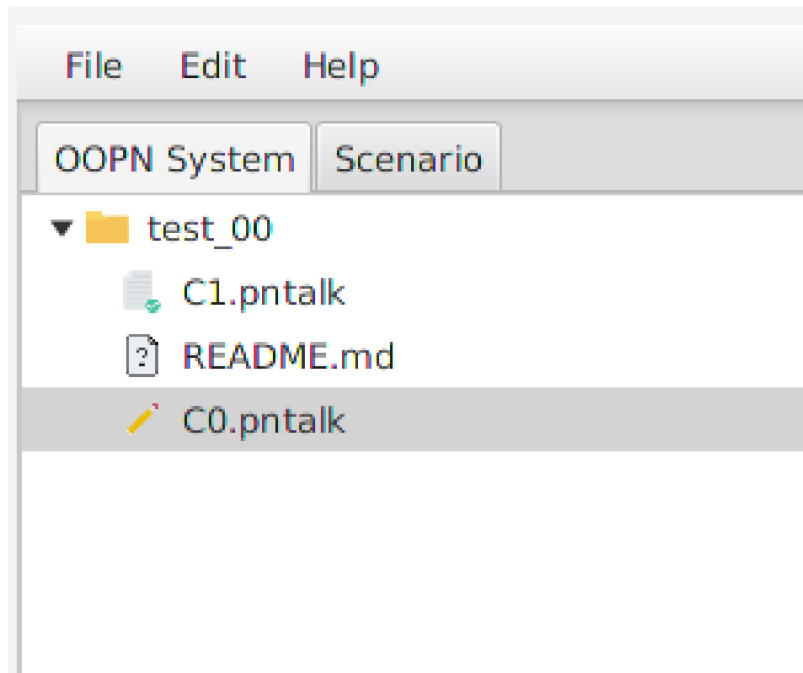 File Edit Help
OOPN System Scenario
test_00
C1.pntalk
? README.md
C0.pntalk